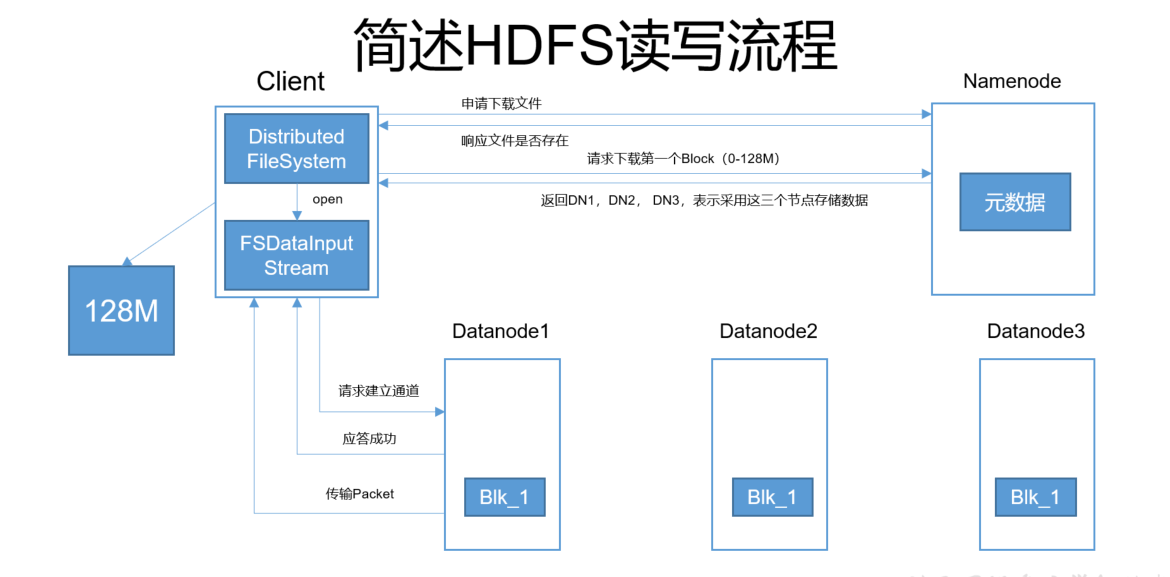 简述HDFS读写流程
Client
Namenode
申请下载文件
Distributed
FileSystem
响应文件是否存在
请求下载第一个Block（0-128M）
open
返回DN1，DN2， DN3，表示采用这三个节点存储数据
元数据
FSDataInput
Stream
128M
Datanode1
Datanode2
Datanode3
请求建立通道
应答成功
传输Packet
Blk_1
Blk_1
Blk_1